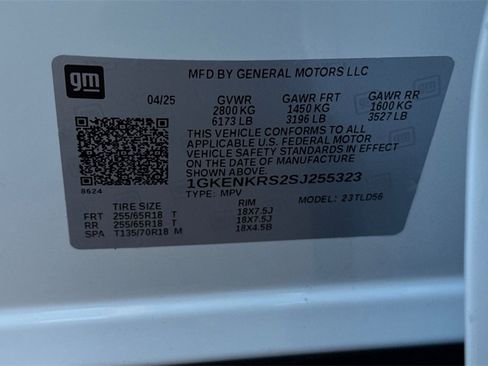 gm
MFD BY GENERAL MOTORS LLC
04/25 GVWR GAWR FRT GAWR RR
2800 KG 1450 KG 1600 KG
6173 LB 3196 LB 3527 LB
THIS VEHICLE CONFORMS TO ALL
APPLICABLE U.S. FEDERAL MOTOR
VEHICLE SAFETY STANDARDS IN
EFFECT ON THE DATE OF MANUFACTURE
SHOWN ABOVE.
1GKENKRS2SJ255323
8624 TYPE: MPV MODEL: 23TLD56
TIRE SIZE RIM
FRT 255/65R18 T 18X7.5J
RR 255/65R18 T 18X7.5J
SPA T135/70R18 M 18X4.5B